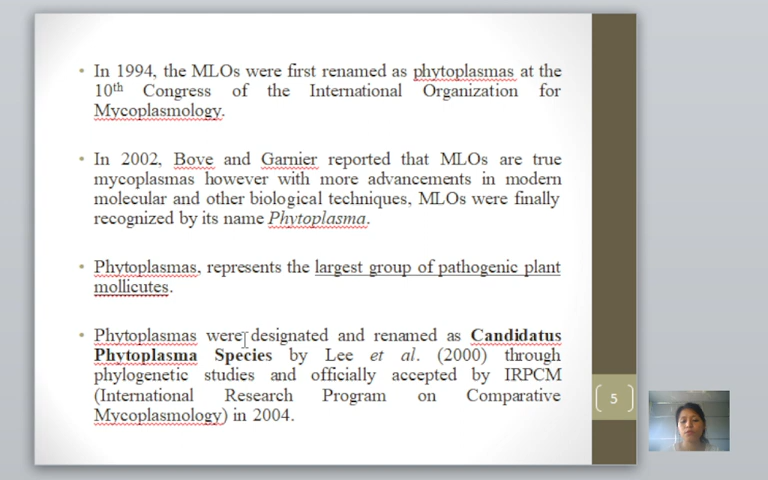 • In 1994, the MLOs were first renamed as phytoplasmas at the
10th Congress of the International Organization for
Mycoplasmology.
• In 2002, Bove and Garnier reported that MLOs are true
mycoplasmas however with more advancements in modern
molecular and other biological techniques, MLOs were finally
recognized by its name Phytoplasma.
• Phytoplasmas, represents the largest group of pathogenic plant
mollicutes.
• Phytoplasmas were designated and renamed as Candidatus
Phytoplasma Species by Lee et al. (2000) through
phylogenetic studies and officially accepted by IRPCM
(International Research Program on Comparative
Mycoplasmology) in 2004.
5